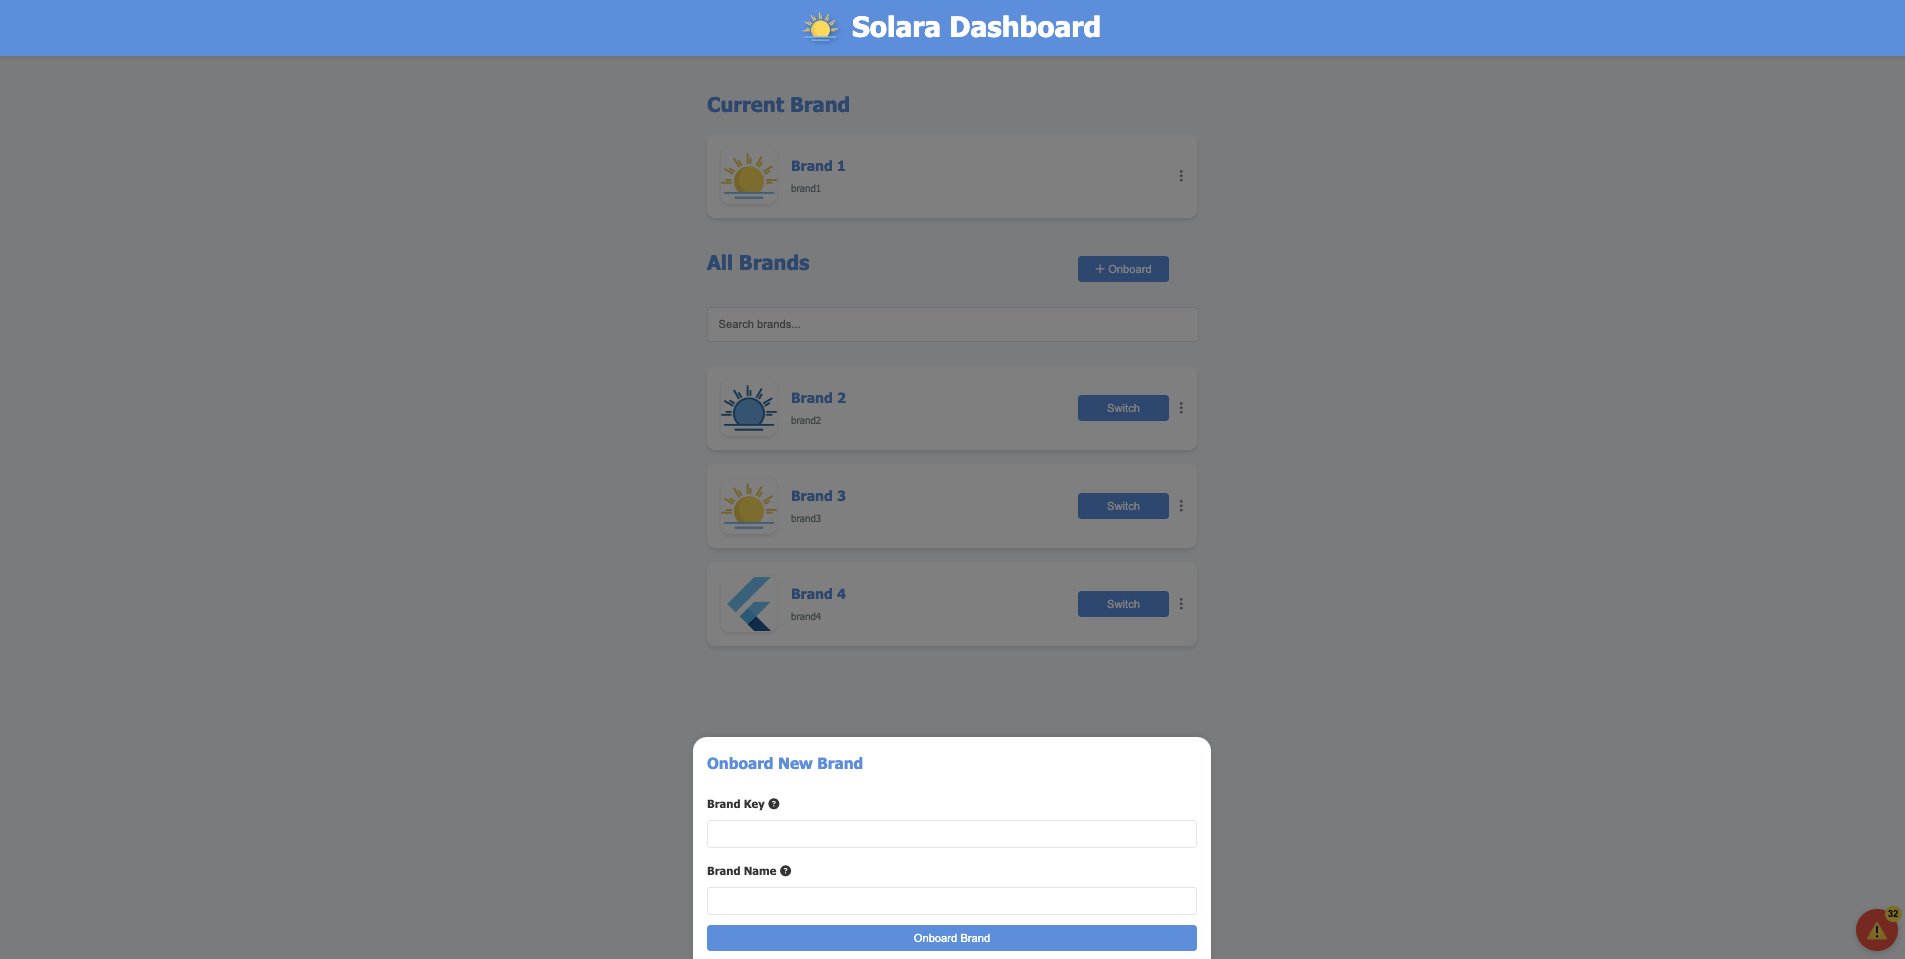 Solara Dashboard
Current Brand
Brand 1
brand1
All Brands
+ Onboard
Search brands...
Brand 2
brand2
Switch
Brand 3
brand3
Switch
Brand 4
brand4
Switch
Onboard New Brand
Brand Key ?
Brand Name ?
Onboard Brand
32